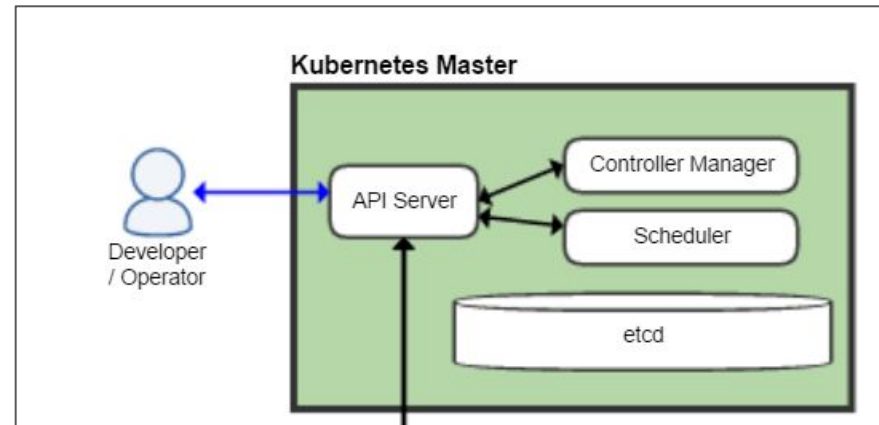 Kubernetes Master
Controller Manager
API Server
Scheduler
Developer
/ Operator
etcd